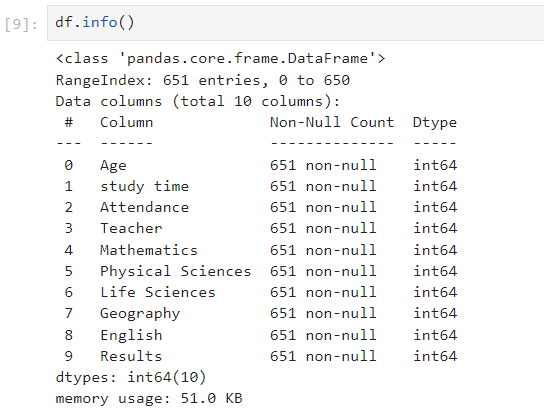 [9]: df.info()
<class 'pandas.core.frame.DataFrame'>
RangeIndex: 651 entries, 0 to 650
Data columns (total 10 columns):
 #   Column             Non-Null Count  Dtype
---  ------             --------------  -----
 0   Age                651 non-null    int64
 1   study time         651 non-null    int64
 2   Attendance         651 non-null    int64
 3   Teacher            651 non-null    int64
 4   Mathematics        651 non-null    int64
 5   Physical Sciences  651 non-null    int64
 6   Life Sciences      651 non-null    int64
 7   Geography          651 non-null    int64
 8   English            651 non-null    int64
 9   Results            651 non-null    int64
dtypes: int64(10)
memory usage: 51.0 KB